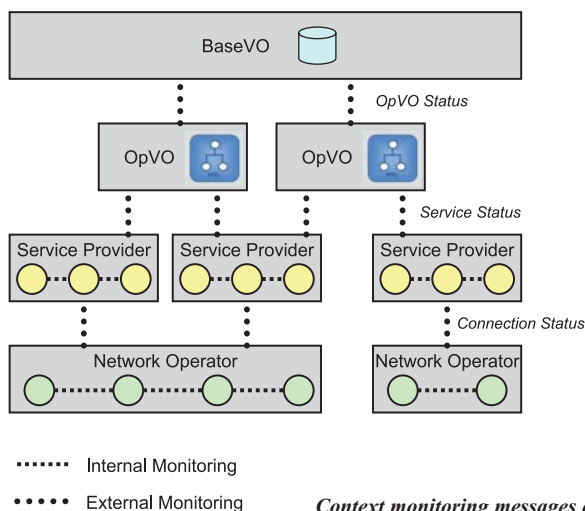 BaseVO
OpVO Status
OpVO
OpVO
Service Status
Service Provider
Service Provider
Service Provider
Connection Status
Network Operator
Network Operator
Internal Monitoring
External Monitoring
Context monitoring messages